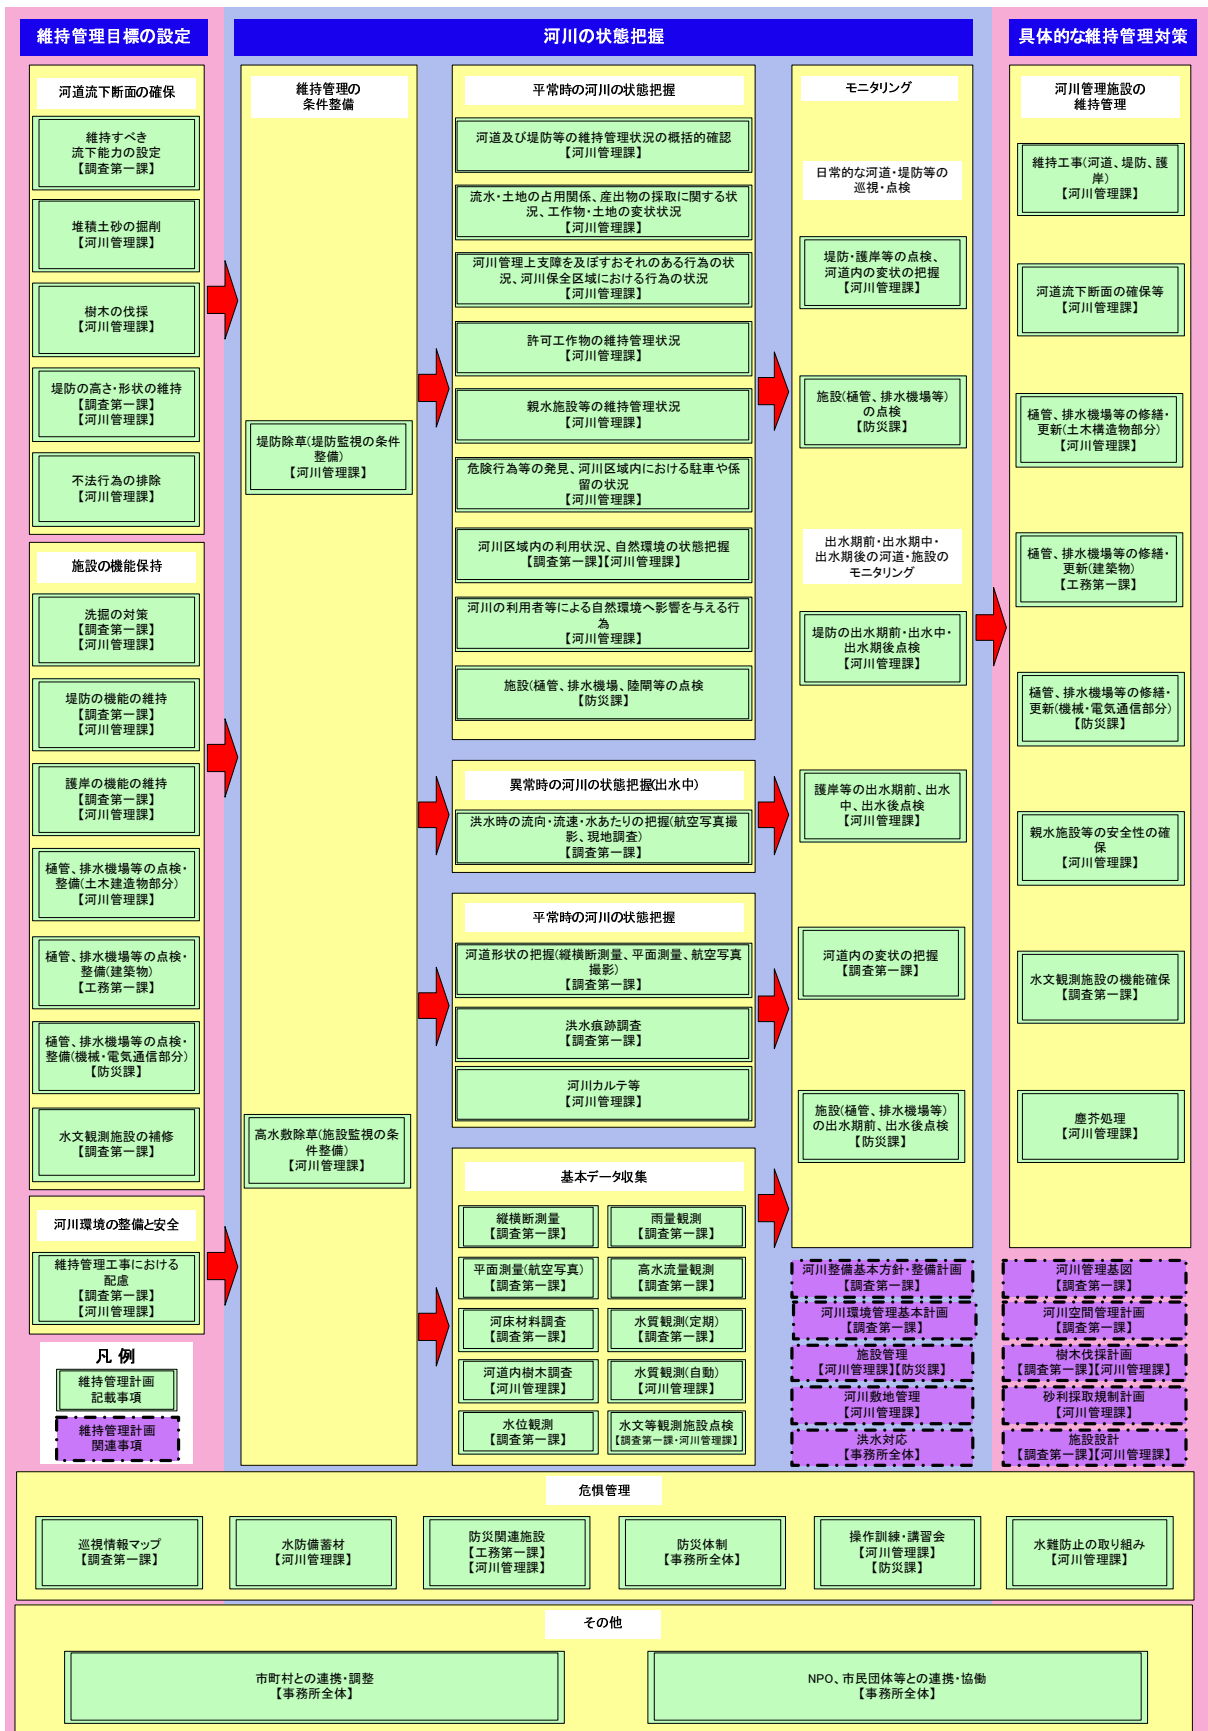 維持管理目標の設定
河道流下断面の確保
維持すべき
流下能力の設定
【調査第一課】
堆積土砂の掘削
【河川管理課】
樹木の伐採
【河川管理課】
堤防の高さ・形状の維持
【調査第一課】
【河川管理課】
不法行為の排除
【河川管理課】
施設の機能保持
洗掘の対策
【調査第一課】
【河川管理課】
堤防の機能の維持
【調査第一課】
【河川管理課】
護岸の機能の維持
【調査第一課】
【河川管理課】
樋管、排水機場等の点検・
整備(土木建造物部分)
【河川管理課】
樋管、排水機場等の点検・
整備(建築物)
【工務第一課】
樋管、排水機場等の点検・
整備(機械・電気通信部分)
【防災課】
水文観測施設の補修
【調査第一課】
河川環境の整備と安全
維持管理工事における
配慮
【調査第一課】
【河川管理課】
凡 例
維持管理計画
記載事項
維持管理計画
関連事項
河川の状態把握
維持管理の
条件整備
堤防除草(堤防監視の条件
整備)
【河川管理課】
高水敷除草(施設監視の条
件整備)
【河川管理課】
平常時の河川の状態把握
河道及び堤防等の維持管理状況の概括的確認
【河川管理課】
流水・土地の占用関係、産出物の採取に関する状
況、工作物・土地の変状状況
【河川管理課】
河川管理上支障を及ぼすおそれのある行為の状
況、河川保全区域における行為の状況
【河川管理課】
許可工作物の維持管理状況
【河川管理課】
親水施設等の維持管理状況
【河川管理課】
危険行為等の発見、河川区域内における駐車や係
留の状況
【河川管理課】
河川区域内の利用状況、自然環境の状態把握
【調査第一課】【河川管理課】
河川の利用者等による自然環境へ影響を与える行
為
【河川管理課】
施設(樋管、排水機場、陸閘等の点検
【防災課】
異常時の河川の状態把握(出水中)
洪水時の流向・流速・水あたりの把握(航空写真撮
影、現地調査)
【調査第一課】
平常時の河川の状態把握
河道形状の把握(縦横断測量、平面測量、航空写真
撮影)
【調査第一課】
洪水痕跡調査
【調査第一課】
河川カルテ等
【河川管理課】
基本データ収集
縦横断測量
【調査第一課】
雨量観測
【調査第一課】
平面測量(航空写真)
【調査第一課】
高水流量観測
【調査第一課】
河床材料調査
【調査第一課】
水質観測(定期)
【調査第一課】
河道内樹木調査
【河川管理課】
水質観測(自動)
【河川管理課】
水位観測
【調査第一課】
水文等観測施設点検
【調査第一課・河川管理課】
モニタリング
日常的な河道・堤防等の
巡視・点検
堤防・護岸等の点検、
河道内の変状の把握
【河川管理課】
施設(樋管、排水機場等)
の点検
【防災課】
出水期前・出水期中・
出水期後の河道・施設の
モニタリング
堤防の出水期前・出水中・
出水期後点検
【河川管理課】
護岸等の出水期前、出水
中、出水後点検
【河川管理課】
河道内の変状の把握
【調査第一課】
施設(樋管、排水機場等)
の出水期前、出水後点検
【防災課】
河川整備基本方針・整備計画
【調査第一課】
河川環境管理基本計画
【調査第一課】
施設管理
【河川管理課】【防災課】
河川敷地管理
【河川管理課】
洪水対応
【事務所全体】
具体的な維持管理対策
河川管理施設の
維持管理
維持工事(河道、堤防、護
岸)
【河川管理課】
河道流下断面の確保等
【河川管理課】
樋管、排水機場等の修繕・
更新(土木構造物部分)
【河川管理課】
樋管、排水機場等の修繕・
更新(建築物)
【工務第一課】
樋管、排水機場等の修繕・
更新(機械・電気通信部分)
【防災課】
親水施設等の安全性の確
保
【河川管理課】
水文観測施設の機能確保
【調査第一課】
塵芥処理
【河川管理課】
河川管理基図
【調査第一課】
河川空間管理計画
【調査第一課】
樹木伐採計画
【調査第一課】【河川管理課】
砂利採取規制計画
【河川管理課】
施設設計
【調査第一課】【河川管理課】
危惧管理
巡視情報マップ
【調査第一課】
水防備蓄材
【河川管理課】
防災関連施設
【工務第一課】
【河川管理課】
防災体制
【事務所全体】
操作訓練・講習会
【河川管理課】
【防災課】
水難防止の取り組み
【河川管理課】
その他
市町村との連携・調整
【事務所全体】
NPO、市民団体等との連携・協働
【事務所全体】